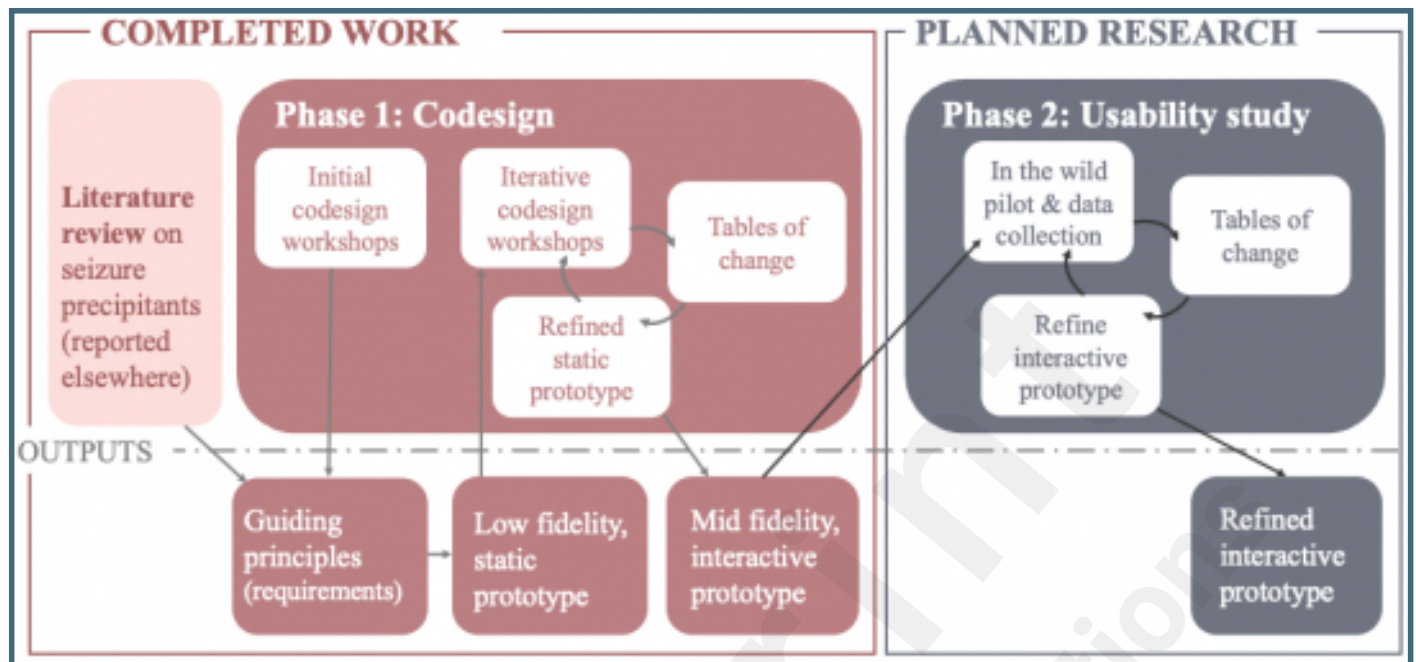 COMPLETED WORK
PLANNED RESEARCH
Literature
review on
seizure
precipitants
(reported
elsewhere)
Phase 1: Codesign
Initial
codesign
workshops
Iterative
codesign
workshops
Tables of
change
Refined
static
prototype
Phase 2: Usability study
In the wild
pilot & data
collection
Tables of
change
Refine
interactive
prototype
OUTPUTS
Guiding
principles
(requirements)
Low fidelity,
static
prototype
Mid fidelity,
interactive
prototype
Refined
interactive
prototype